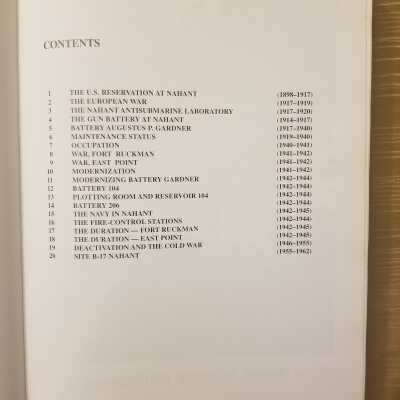 CONTENTS
1 THE U.S. RESERVATION AT NAHANT (1898–1917)
2 THE EUROPEAN WAR (1917–1919)
3 THE NAHANT ANTISUBMARINE LABORATORY (1917–1920)
4 THE GUN BATTERY AT NAHANT (1914–1917)
5 BATTERY AUGUSTUS P. GARDNER (1917–1940)
6 MAINTENANCE STATUS (1919–1940)
7 OCCUPATION (1940–1941)
8 WAR, FORT RUCKMAN (1941–1942)
9 WAR, EAST POINT (1941–1942)
10 MODERNIZATION (1941–1942)
11 MODERNIZING BATTERY GARDNER (1942–1944)
12 BATTERY 104 (1942–1944)
13 PLOTTING ROOM AND RESERVOIR 104 (1942–1944)
14 BATTERY 206 (1942–1944)
15 THE NAVY IN NAHANT (1942–1945)
16 THE FIRE-CONTROL STATIONS (1942–1945)
17 THE DURATION — FORT RUCKMAN (1942–1945)
18 THE DURATION — EAST POINT (1942–1945)
19 DEACTIVATION AND THE COLD WAR (1946–1955)
20 SITE B-17 NAHANT (1955–1962)